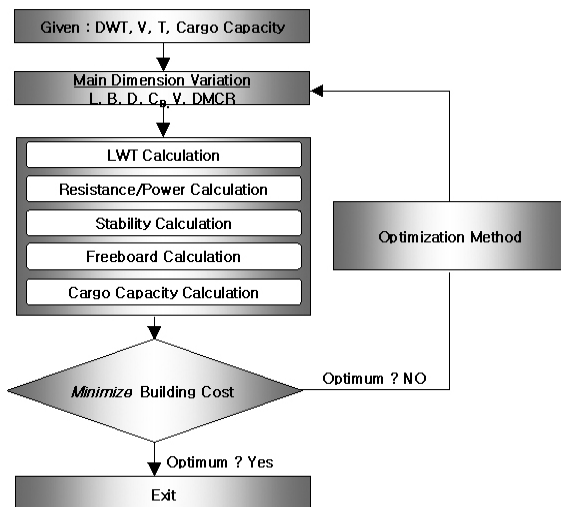 Given : DWT, V, T, Cargo Capacity
Main Dimension Variation
L. B. D. CB, V. DMCR
LWT Calculation
Resistance/Power Calculation
Stability Calculation
Freeboard Calculation
Cargo Capacity Calculation
Optimization Method
Minimize Building Cost
Optimum ? NO
Optimum ? Yes
Exit